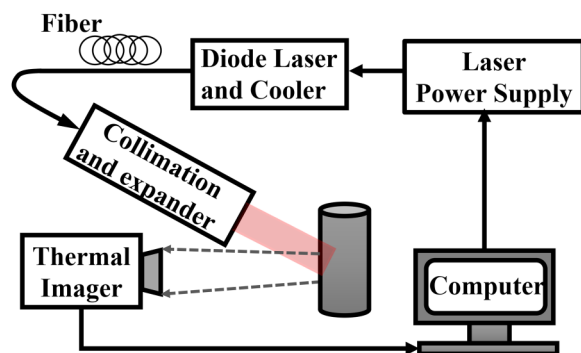 Fiber
Diode Laser
and Cooler
Laser
Power Supply
Collimation
and expander
Thermal
Imager
Computer